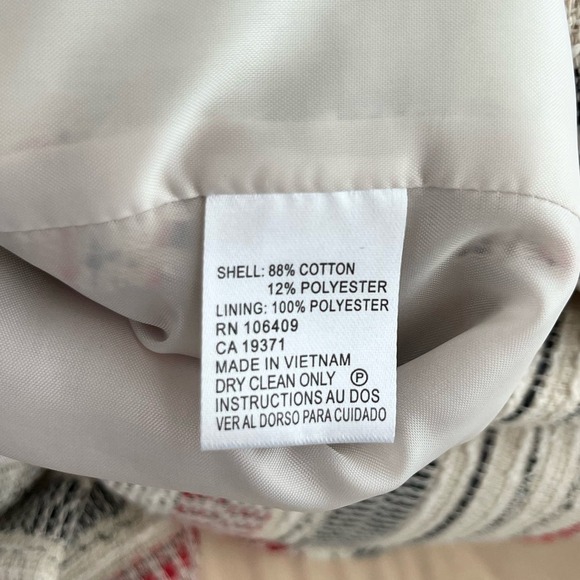 SHELL: 88% COTTON
12% POLYESTER
LINING: 100% POLYESTER
RN 106409
CA 19371
MADE IN VIETNAM
DRY CLEAN ONLY Ⓟ
INSTRUCTIONS AU DOS
VER AL DORSO PARA CUIDADO